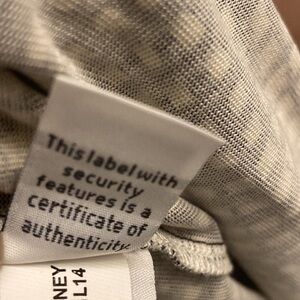 This label with
security
features is a
certificate of
authenticity
NEY
L14